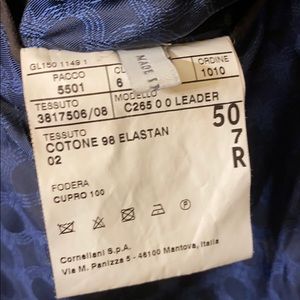 GL150 1149 1
PACCO CL ORDINE
5501 6 1010
MADE
TESSUTO MODELLO
3817506/08 C265 0 0 LEADER
TESSUTO 50
COTONE 98 ELASTAN 7
02 R
FODERA
CUPRO 100
Corneliani S.p.A.
Via M. Panizza 5 - 46100 Mantova, Italia